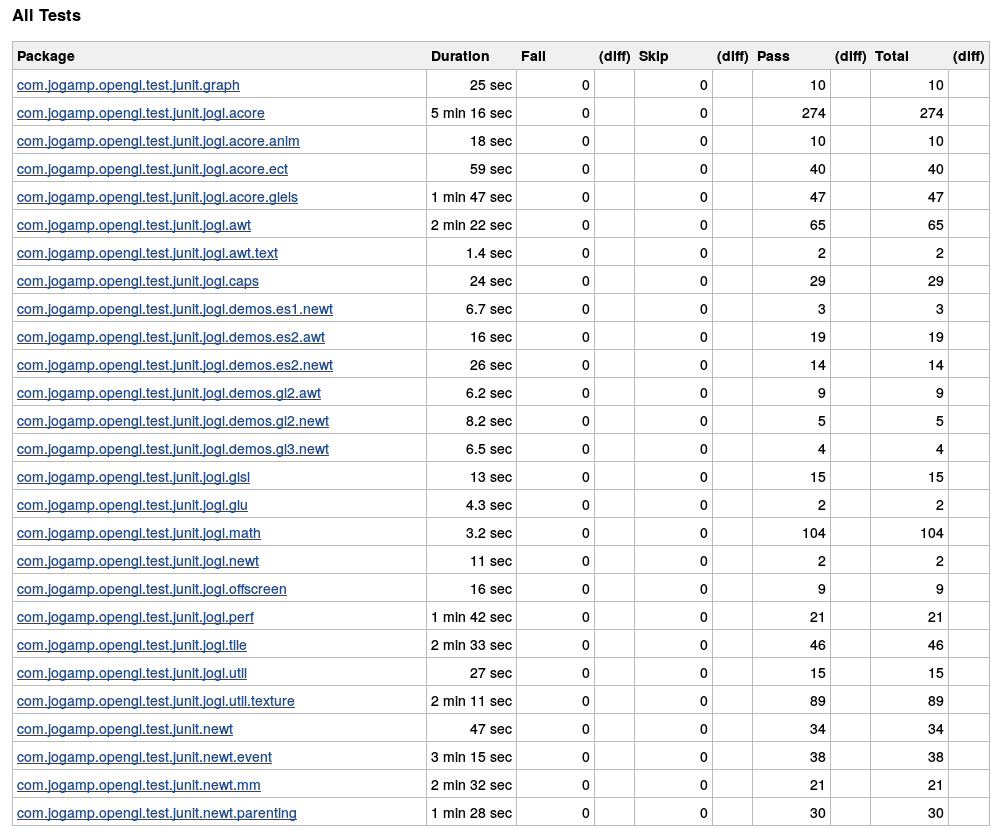 All Tests
Package Duration Fail (diff) Skip (diff) Pass (diff) Total (diff)
com.jogamp.opengl.test.junit.graph 25 sec 0 0 10 10
com.jogamp.opengl.test.junit.jogl.acore 5 min 16 sec 0 0 274 274
com.jogamp.opengl.test.junit.jogl.acore.anim 18 sec 0 0 10 10
com.jogamp.opengl.test.junit.jogl.acore.ect 59 sec 0 0 40 40
com.jogamp.opengl.test.junit.jogl.acore.glels 1 min 47 sec 0 0 47 47
com.jogamp.opengl.test.junit.jogl.awt 2 min 22 sec 0 0 65 65
com.jogamp.opengl.test.junit.jogl.awt.text 1.4 sec 0 0 2 2
com.jogamp.opengl.test.junit.jogl.caps 24 sec 0 0 29 29
com.jogamp.opengl.test.junit.jogl.demos.es1.newt 6.7 sec 0 0 3 3
com.jogamp.opengl.test.junit.jogl.demos.es2.awt 16 sec 0 0 19 19
com.jogamp.opengl.test.junit.jogl.demos.es2.newt 26 sec 0 0 14 14
com.jogamp.opengl.test.junit.jogl.demos.gl2.awt 6.2 sec 0 0 9 9
com.jogamp.opengl.test.junit.jogl.demos.gl2.newt 8.2 sec 0 0 5 5
com.jogamp.opengl.test.junit.jogl.demos.gl3.newt 6.5 sec 0 0 4 4
com.jogamp.opengl.test.junit.jogl.glsl 13 sec 0 0 15 15
com.jogamp.opengl.test.junit.jogl.glu 4.3 sec 0 0 2 2
com.jogamp.opengl.test.junit.jogl.math 3.2 sec 0 0 104 104
com.jogamp.opengl.test.junit.jogl.newt 11 sec 0 0 2 2
com.jogamp.opengl.test.junit.jogl.offscreen 16 sec 0 0 9 9
com.jogamp.opengl.test.junit.jogl.perf 1 min 42 sec 0 0 21 21
com.jogamp.opengl.test.junit.jogl.tile 2 min 33 sec 0 0 46 46
com.jogamp.opengl.test.junit.jogl.util 27 sec 0 0 15 15
com.jogamp.opengl.test.junit.jogl.util.texture 2 min 11 sec 0 0 89 89
com.jogamp.opengl.test.junit.newt 47 sec 0 0 34 34
com.jogamp.opengl.test.junit.newt.event 3 min 15 sec 0 0 38 38
com.jogamp.opengl.test.junit.newt.mm 2 min 32 sec 0 0 21 21
com.jogamp.opengl.test.junit.newt.parenting 1 min 28 sec 0 0 30 30